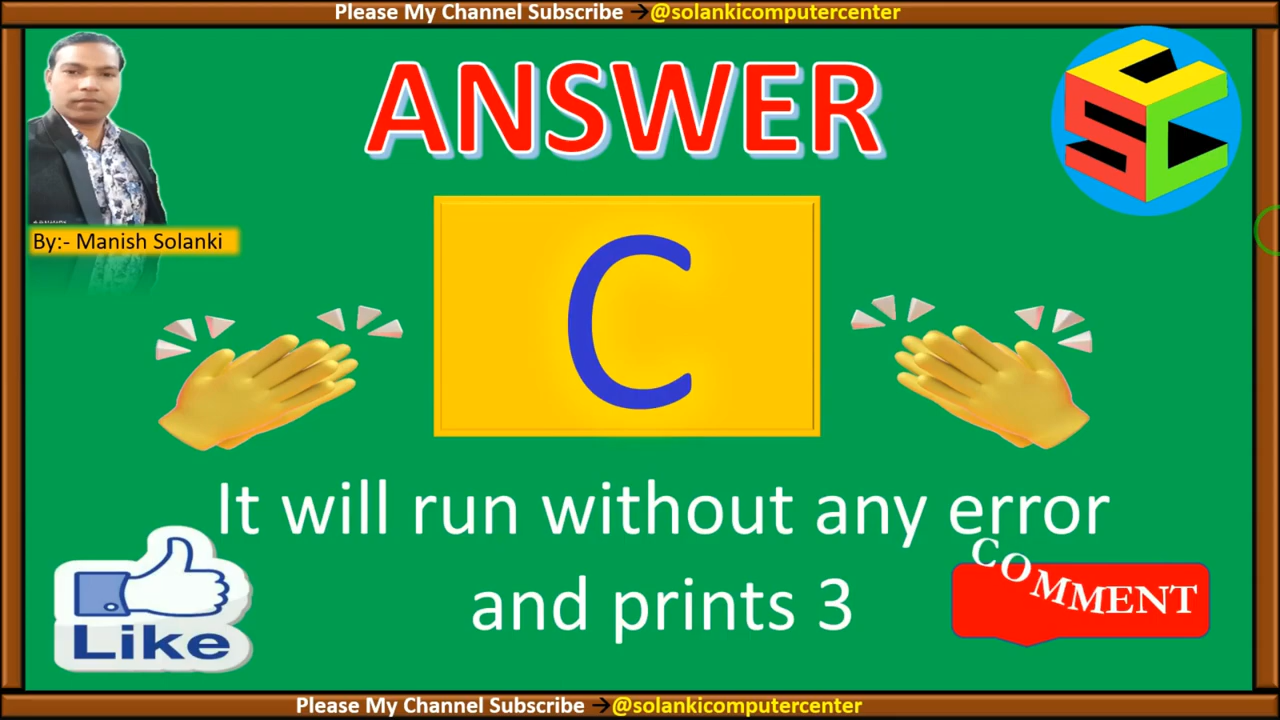 Please My Channel Subscribe →@solankicomputercenter
ANSWER
SCC
By:- Manish Solanki
C
It will run without any error
and prints 3
COMMENT
Like
Please My Channel Subscribe →@solankicomputercenter